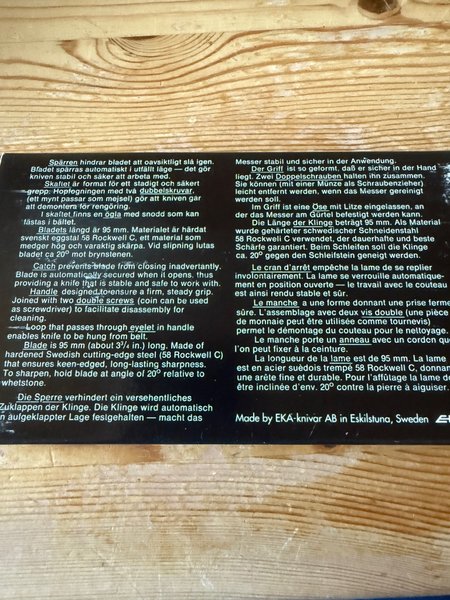 Spärren hindrar bladet att oavsiktligt slå igen.
Bladet spärras automatiskt i utfällt läge — det gör
kniven stabil och säker att arbeta med.
Skaftet är format för ett stadigt och säkert
grepp. Hopfogningen med två dubbelskruvar.
(ett mynt passar som mejsel) gör att kniven går
att demontera för rengöring.
I skaftet finns en ögla med snodd som kan
fästas i bältet.
Bladets längd är 95 mm. Materialet är härdat
svenskt eggstål 58 Rockwell C, ett material som
medger hög och varaktig skärpa. Vid slipning lutas
bladet ca 20° mot brynstenen.
Catch prevents blade from closing inadvertently.
Blade is automatically secured when it opens, thus
providing a knife that is stable and safe to work with.
Handle designed to ensure a firm, steady grip.
Joined with two double screws (coin can be used
as screwdriver) to facilitate disassembly for
cleaning.
Loop that passes through eyelet in handle
enables knife to be hung from belt.
Blade is 95 mm (about 3³/₄ in.) long. Made of
hardened Swedish cutting-edge steel (58 Rockwell C)
that ensures keen-edged, long-lasting sharpness.
To sharpen, hold blade at angle of 20° relative to
whetstone.
Die Sperre verhindert ein versehentliches
Zuklappen der Klinge. Die Klinge wird automatisch
in aufgeklappter Lage festgehalten — macht das
Messer stabil und sicher in der Anwendung.
Der Griff ist so geformt, daß er sicher in der Hand
liegt. Zwei Doppelschrauben halten ihn zusammen.
Sie können (mit einer Münze als Schraubenzieher)
leicht entfernt werden, wenn das Messer gereinigt
werden soll.
Im Griff ist eine Öse mit Litze eingelassen, an
der das Messer am Gürtel befestigt werden kann.
Die Länge der Klinge beträgt 95 mm. Als Material
wurde gehärteter schwedischer Schneidenstahl
58 Rockwell C verwendet, der dauerhafte und beste
Schärfe garantiert. Beim Schleifen soll die Klinge
ca. 20° gegen den Schleifstein geneigt werden.
Le cran d'arrêt empêche la lame de se replier
involontairement. La lame se verrouille automatique-
ment en position ouverte — le travail avec le couteau
est ainsi rendu stable et sûr.
Le manche a une forme donnant une prise ferme
sûre. L'assemblage avec deux vis double (une pièce
de monnaie peut être utilisée comme tournevis)
permet le démontage du couteau pour le nettoyage.
Le manche porte un anneau avec un cordon que
l'on peut fixer à la ceinture.
La longueur de la lame est de 95 mm. La lame
est en acier suèdois trempé 58 Rockwell C, donnant
une arête fine et durable. Pour l'affûtage la lame de
être inclinée d'env. 20° contre la pierre à aiguiser.
Made by EKA-knivar AB in Eskilstuna, Sweden